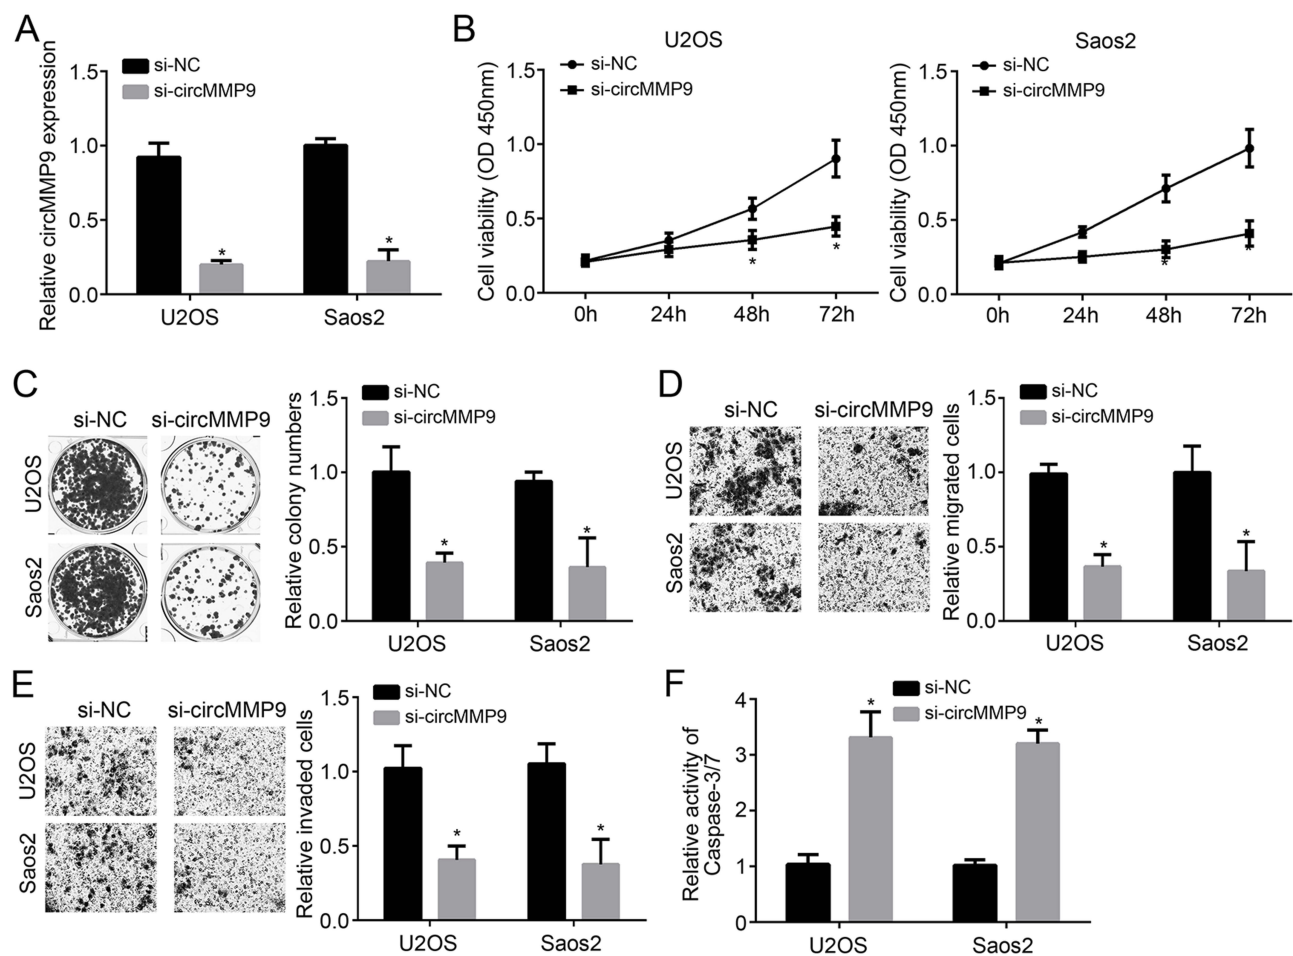 A
Relative circMMP9 expression
si-NC
si-circMMP9
1.5
1.0
0.5
0.0
*
*
U2OS
Saos2
B
U2OS
Cell viability (OD 450nm)
si-NC
si-circMMP9
1.5
1.0
0.5
0.0
*
*
0h
24h
48h
72h
Saos2
Cell viability (OD 450nm)
si-NC
si-circMMP9
1.5
1.0
0.5
0.0
*
*
0h
24h
48h
72h
C
si-NC
si-circMMP9
U2OS
Saos2
Relative colony numbers
si-NC
si-circMMP9
1.5
1.0
0.5
0.0
*
*
U2OS
Saos2
D
si-NC
si-circMMP9
U2OS
Saos2
Relative migrated cells
si-NC
si-circMMP9
1.5
1.0
0.5
0.0
*
*
U2OS
Saos2
E
si-NC
si-circMMP9
U2OS
Saos2
Relative invaded cells
si-NC
si-circMMP9
1.5
1.0
0.5
0.0
*
*
U2OS
Saos2
F
Relative activity of
Caspase-3/7
si-NC
si-circMMP9
4
3
2
1
0
*
*
U2OS
Saos2